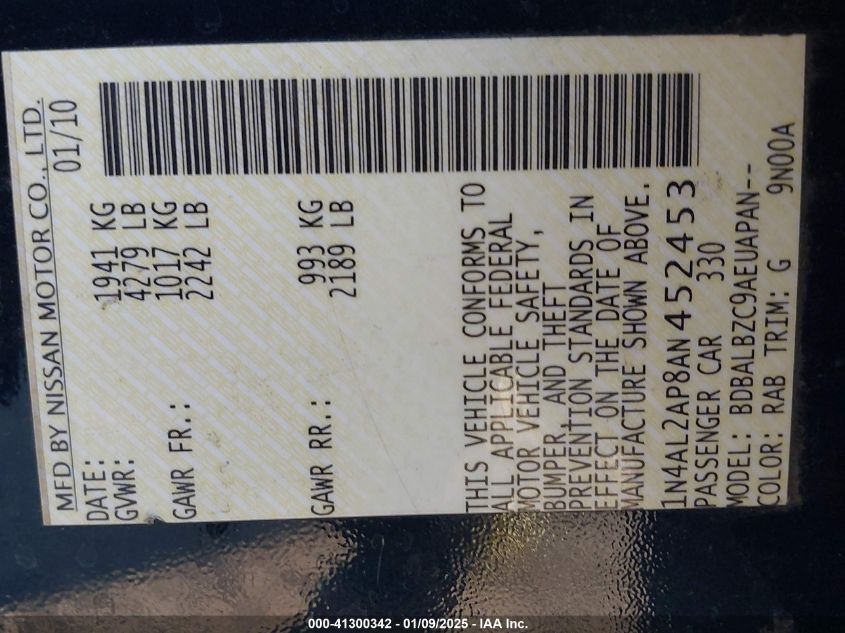 MFD BY NISSAN MOTOR CO., LTD.
DATE: 01/10
GVWR: 1941 KG
4279 LB
GAWR FR.: 1017 KG
2242 LB
GAWR RR.: 993 KG
2189 LB
THIS VEHICLE CONFORMS TO
ALL APPLICABLE FEDERAL
MOTOR VEHICLE SAFETY,
BUMPER, AND THEFT
PREVENTION STANDARDS IN
EFFECT ON THE DATE OF
MANUFACTURE SHOWN ABOVE.
1N4AL2AP8AN452453
PASSENGER CAR 330
MODEL: BDBALBZC9AEUAPAN--
COLOR: RAB TRIM: G 9N00A
000-41300342 - 01/09/2025 - IAA Inc.